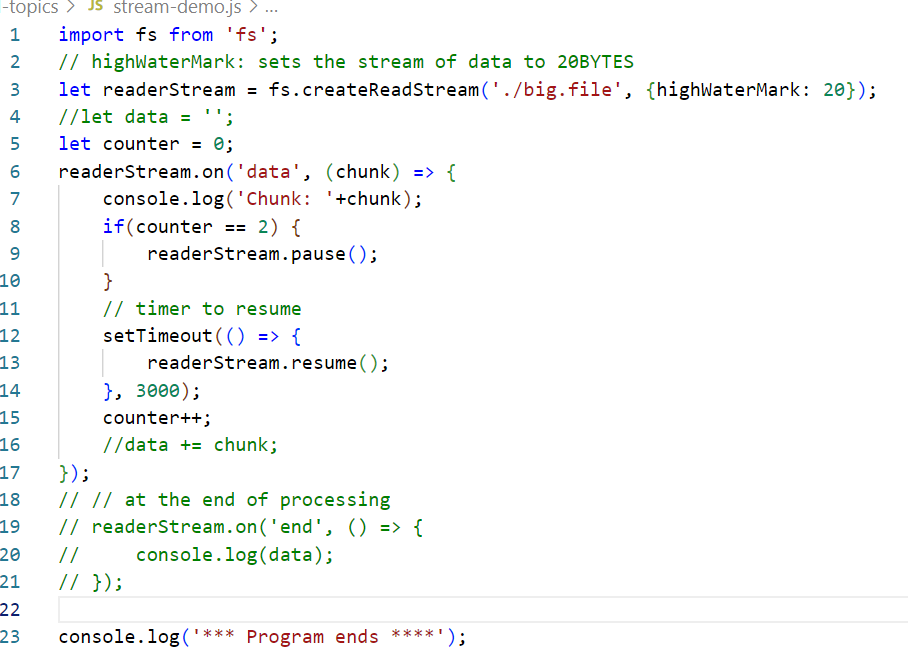 -topics > JS stream-demo.js > ...
1 import fs from 'fs';
2 // highWaterMark: sets the stream of data to 20BYTES
3 let readerStream = fs.createReadStream('./big.file', {highWaterMark: 20});
4 //let data = '';
5 let counter = 0;
6 readerStream.on('data', (chunk) => {
7     console.log('Chunk: '+chunk);
8     if(counter == 2) {
9         readerStream.pause();
10     }
11     // timer to resume
12     setTimeout(() => {
13         readerStream.resume();
14     }, 3000);
15     counter++;
16     //data += chunk;
17 });
18 // // at the end of processing
19 // readerStream.on('end', () => {
20 //     console.log(data);
21 // });
22
23 console.log('*** Program ends ****');